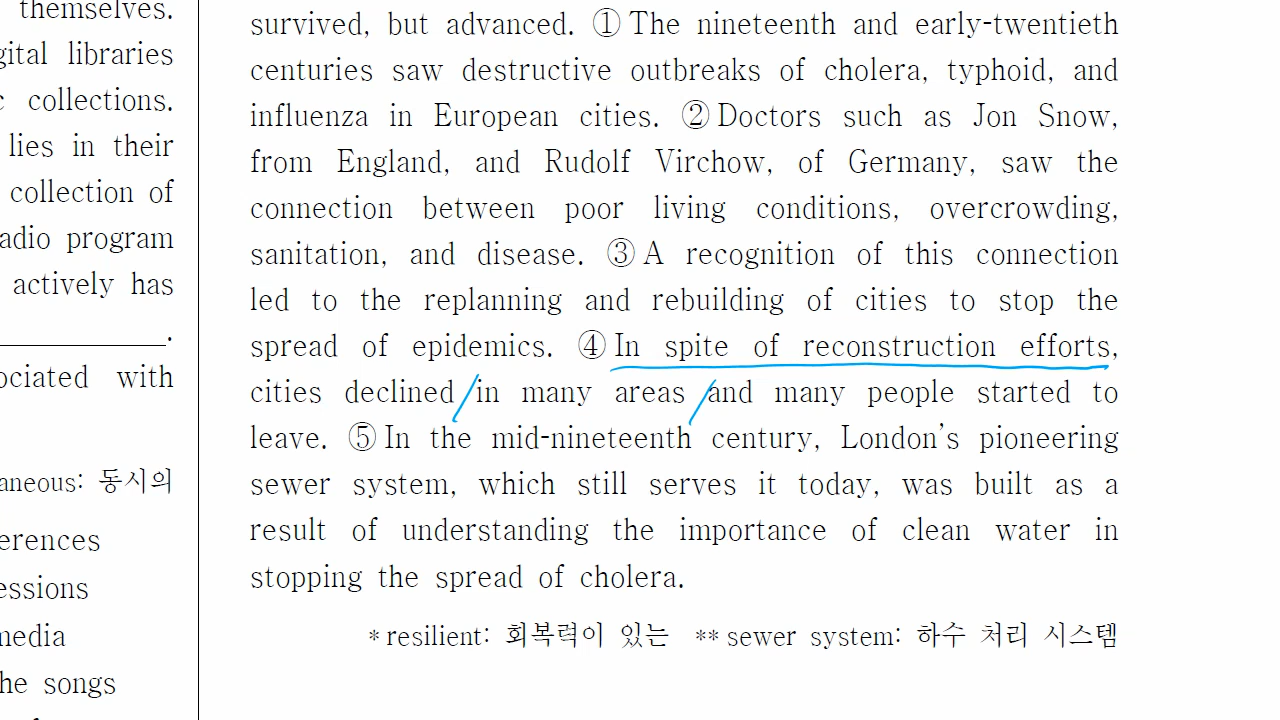 themselves.
gital libraries
collections.
lies in their
collection of
adio program
actively has
.
ociated with
aneous: 동시의
erences
essions
media
he songs
survived, but advanced. ① The nineteenth and early-twentieth
centuries saw destructive outbreaks of cholera, typhoid, and
influenza in European cities. ② Doctors such as Jon Snow,
from England, and Rudolf Virchow, of Germany, saw the
connection between poor living conditions, overcrowding,
sanitation, and disease. ③ A recognition of this connection
led to the replanning and rebuilding of cities to stop the
spread of epidemics. ④ In spite of reconstruction efforts,
cities declined in many areas and many people started to
leave. ⑤ In the mid-nineteenth century, London's pioneering
sewer system, which still serves it today, was built as a
result of understanding the importance of clean water in
stopping the spread of cholera.
* resilient: 회복력이 있는 ** sewer system: 하수 처리 시스템